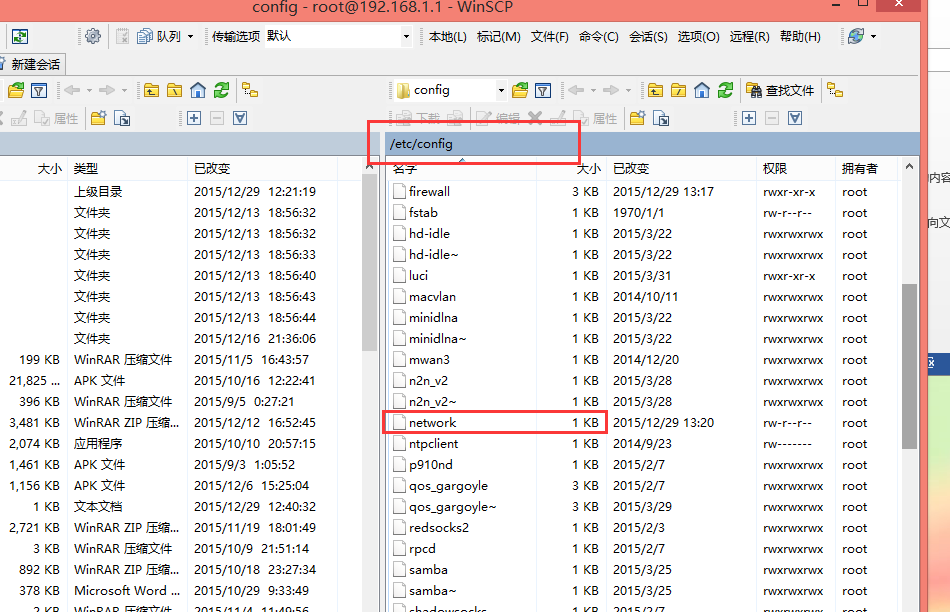 config - root@192.168.1.1 - WinSCP
队列 传输选项 默认 本地(L) 标记(M) 文件(F) 命令(C) 会话(S) 选项(O) 远程(R) 帮助(H)
新建会话
config 查找文件
属性 下载 编辑 属性
/etc/config
大小 类型 已改变 名字 大小 已改变 权限 拥有者
上级目录 2015/12/29 12:21:19 firewall 3 KB 2015/12/29 13:17 rwxr-xr-x root
文件夹 2015/12/13 18:56:32 fstab 1 KB 1970/1/1 rw-r--r-- root
文件夹 2015/12/13 18:56:32 hd-idle 1 KB 2015/3/22 rwxrwxrwx root
文件夹 2015/12/13 18:56:33 hd-idle~ 1 KB 2015/3/22 rwxrwxrwx root
文件夹 2015/12/13 18:56:40 luci 1 KB 2015/3/31 rwxr-xr-x root
文件夹 2015/12/13 18:56:43 macvlan 1 KB 2014/10/11 rwxrwxrwx root
文件夹 2015/12/13 18:56:44 minidlna 1 KB 2015/3/22 rwxrwxrwx root
文件夹 2015/12/16 21:36:06 minidlna~ 1 KB 2015/3/22 rwxrwxrwx root
199 KB WinRAR 压缩文件 2015/11/5 16:43:57 mwan3 1 KB 2014/12/20 rwxrwxrwx root
21,825 ... APK 文件 2015/10/16 12:22:41 n2n_v2 1 KB 2015/3/28 rwxrwxrwx root
396 KB WinRAR 压缩文件 2015/9/5 0:27:21 n2n_v2~ 1 KB 2015/3/28 rwxrwxrwx root
3,481 KB WinRAR ZIP 压缩... 2015/12/12 16:52:45 network 1 KB 2015/12/29 13:20 rw-r--r-- root
2,074 KB 应用程序 2015/10/10 20:57:15 ntpclient 1 KB 2014/9/23 rw------- root
1,461 KB APK 文件 2015/9/3 1:05:52 p910nd 1 KB 2015/2/7 rwxrwxrwx root
1,156 KB APK 文件 2015/12/6 15:25:04 qos_gargoyle 3 KB 2015/2/7 rwxrwxrwx root
1 KB 文本文档 2015/12/29 12:40:32 qos_gargoyle~ 3 KB 2015/3/29 rwxrwxrwx root
2,721 KB WinRAR ZIP 压缩... 2015/11/19 18:01:49 redsocks2 1 KB 2015/2/3 rwxrwxrwx root
3 KB WinRAR 压缩文件 2015/10/9 21:51:14 rpcd 1 KB 2015/2/7 rwxrwxrwx root
892 KB WinRAR ZIP 压缩... 2015/10/18 23:27:34 samba 1 KB 2015/3/25 rwxrwxrwx root
378 KB Microsoft Word ... 2015/10/29 9:33:49 samba~ 1 KB 2015/3/25 rwxrwxrwx root
2 KB WinRAR 压缩文件 2015/11/4 11:49:56 shadowsocks 1 KB 2015/2/7 rwxrwxrwx root
内容
向文